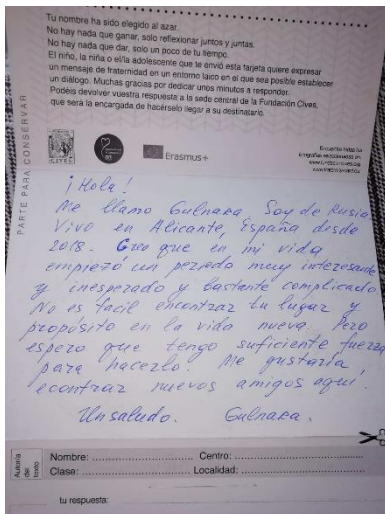 Tu nombre ha sido elegido al azar.
No hay nada que ganar, solo reflexionar juntos y juntas.
No hay nada que dar, solo un poco de tu tiempo.
El niño, la niña o el/la adolescente que te envió esta tarjeta quiere expresar
un mensaje de fraternidad en un entorno laico en el que sea posible establecer
un diálogo. Muchas gracias por dedicar unos minutos a responder.
Podéis devolver vuestra respuesta a la sede central de la Fundación Cives,
que será la encargada de hacérselo llegar a su destinatario.
PARTE PARA CONSERVAR
CIVES
Erasmus+
¡Hola!
Me llamo Gulnara Soy de Rusia
Vivo en Alicante, España desde
2018. Creo que en mi vida
empiezó un periodo muy interesante
y inesperado y bastante complicado
No es facil encontrar tu lugar y
propósito en la vida nueva. Pero
espero que tengo suficiente fuerza
para hacerlo. Me gustaría
econtrar nuevos amigos aquí.
Un saludo. Gulnara.
Autoría del texto
Nombre: Centro:
Clase: Localidad:
tu respuesta: